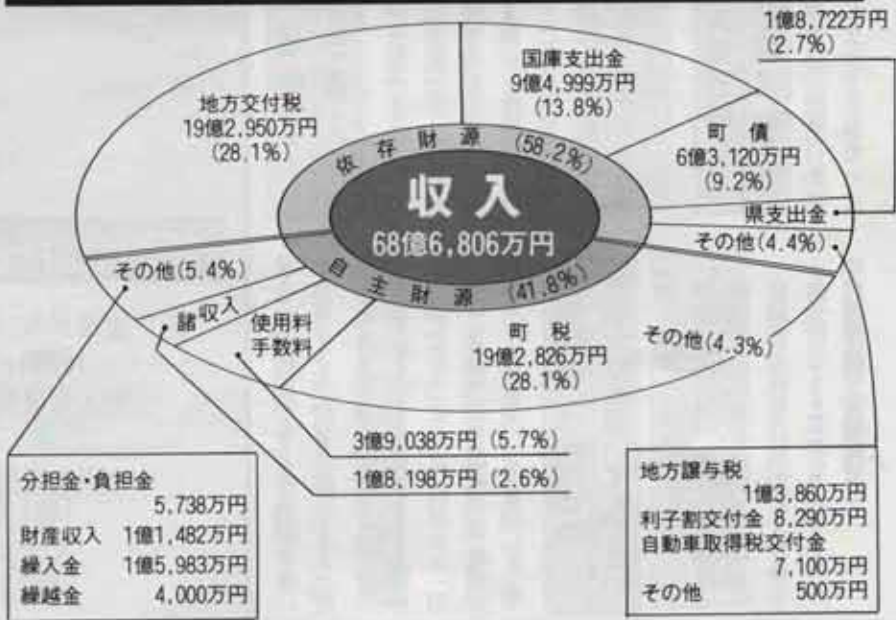 1億8,722万円
(2.7%)
国庫支出金
9億4,999万円
(13.8%)
地方交付税
19億2,950万円
(28.1%)
町債
6億3,120万円
(9.2%)
依存財源 (58.2%)
収入
68億6,806万円
県支出金
その他(4.4%)
その他(5.4%)
自主財源 (41.8%)
諸収入
使用料
手数料
町税
19億2,826万円
(28.1%)
その他(4.3%)
3億9,038万円 (5.7%)
1億8,198万円 (2.6%)
分担金・負担金
5,738万円
財産収入 1億1,482万円
繰入金 1億5,983万円
繰越金 4,000万円
地方譲与税
1億3,860万円
利子割交付金 8,290万円
自動車取得税交付金
7,100万円
その他 500万円